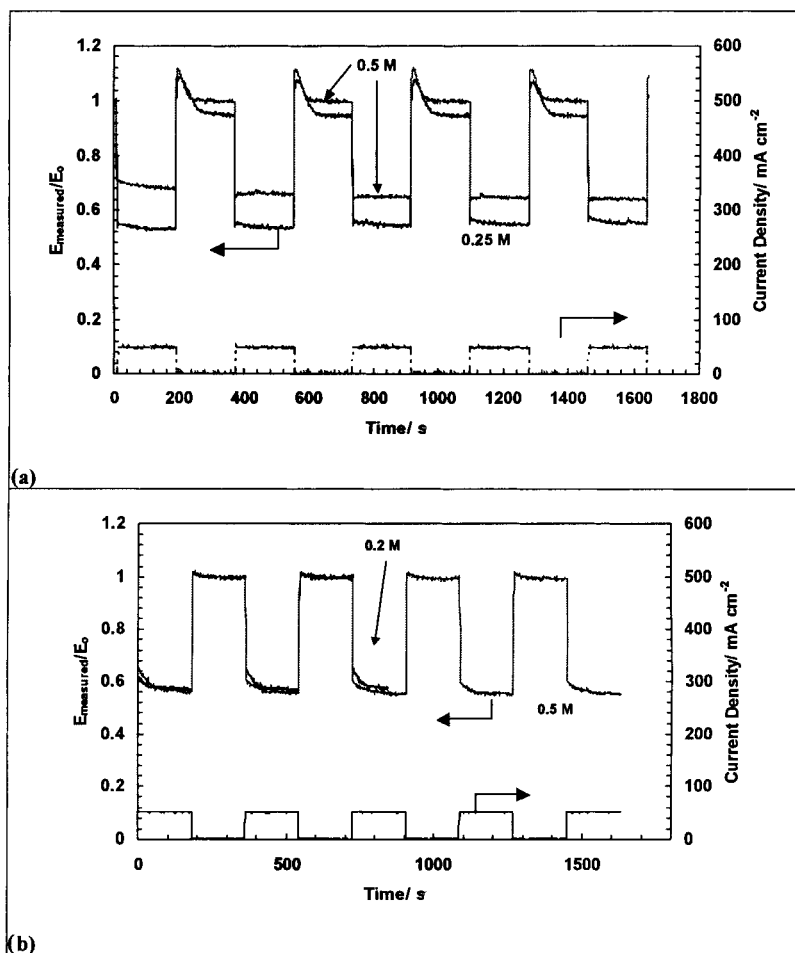 1.2
1
0.8
0.6
0.4
0.2
0
E_measured/E_o
0.5 M
0.25 M
600
500
400
300
200
100
0
Current Density/ mA cm⁻²
0 200 400 600 800 1000 1200 1400 1600 1800
Time/ s
(a)
1.2
1
0.8
0.6
0.4
0.2
0
E_measured/E_o
0.2 M
0.5 M
600
500
400
300
200
100
0
Current Density/ mA cm⁻²
0 500 1000 1500
Time/ s
(b)